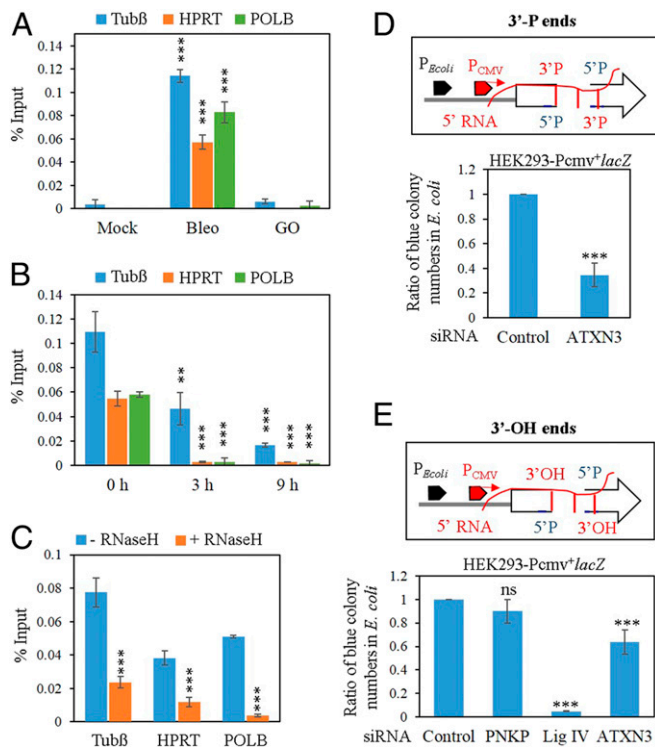 A
Tubß HPRT POLB
% Input
0.14
0.12
0.1
0.08
0.06
0.04
0.02
0
***
***
***
Mock Bleo GO
B
Tubß HPRT POLB
% Input
0.14
0.12
0.1
0.08
0.06
0.04
0.02
0
**
***
***
***
***
***
0 h 3 h 9 h
C
- RNaseH + RNaseH
% Input
0.1
0.08
0.06
0.04
0.02
0
***
***
***
Tubß HPRT POLB
D
3'-P ends
PEcoli PCMV 3'P 5'P
5' RNA 5'P 3'P
HEK293-Pcmv+lacZ
Ratio of blue colony
numbers in E. coli
1.2
1
0.8
0.6
0.4
0.2
0
***
siRNA Control ATXN3
E
3'-OH ends
PEcoli PCMV 3'OH 5'P
5' RNA 5'P 3'OH
HEK293-Pcmv+lacZ
Ratio of blue colony
numbers in E. coli
1.2
1
0.8
0.6
0.4
0.2
0
ns
***
***
siRNA Control PNKP Lig IV ATXN3